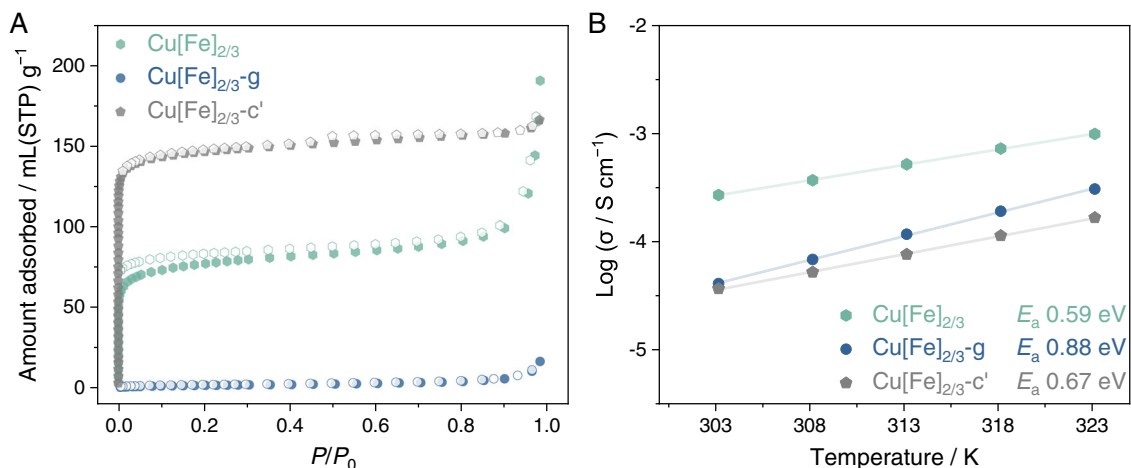 A
Amount adsorbed / mL(STP) g⁻¹
200
150
100
50
0
Cu[Fe]₂/₃
Cu[Fe]₂/₃-g
Cu[Fe]₂/₃-c'
0.0 0.2 0.4 0.6 0.8 1.0
P/P₀
B
Log (σ / S cm⁻¹)
-2
-3
-4
-5
Cu[Fe]₂/₃ Eₐ 0.59 eV
Cu[Fe]₂/₃-g Eₐ 0.88 eV
Cu[Fe]₂/₃-c' Eₐ 0.67 eV
303 308 313 318 323
Temperature / K